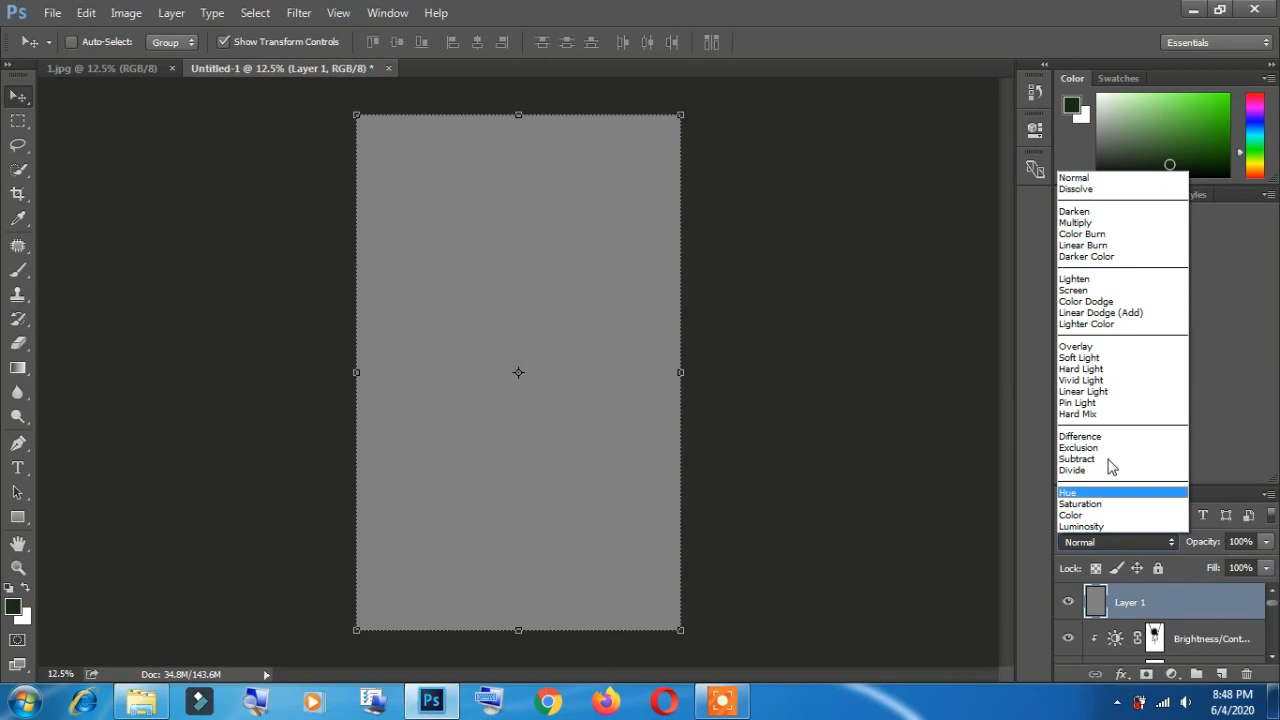 Ps File Edit Image Layer Type Select Filter View Window Help
Auto-Select: Group Show Transform Controls Essentials
1.jpg @ 12.5% (RGB/8) × Untitled-1 @ 12.5% (Layer 1, RGB/8) * ×
Color Swatches
Normal
Dissolve
Darken
Multiply
Color Burn
Linear Burn
Darker Color
Lighten
Screen
Color Dodge
Linear Dodge (Add)
Lighter Color
Overlay
Soft Light
Hard Light
Vivid Light
Linear Light
Pin Light
Hard Mix
Difference
Exclusion
Subtract
Divide
Hue
Saturation
Color
Luminosity
Normal Opacity: 100%
Lock: Fill: 100%
Layer 1
Brightness/Cont...
12.5% Doc: 34.8M/143.6M
Ps
8:48 PM
6/4/2020